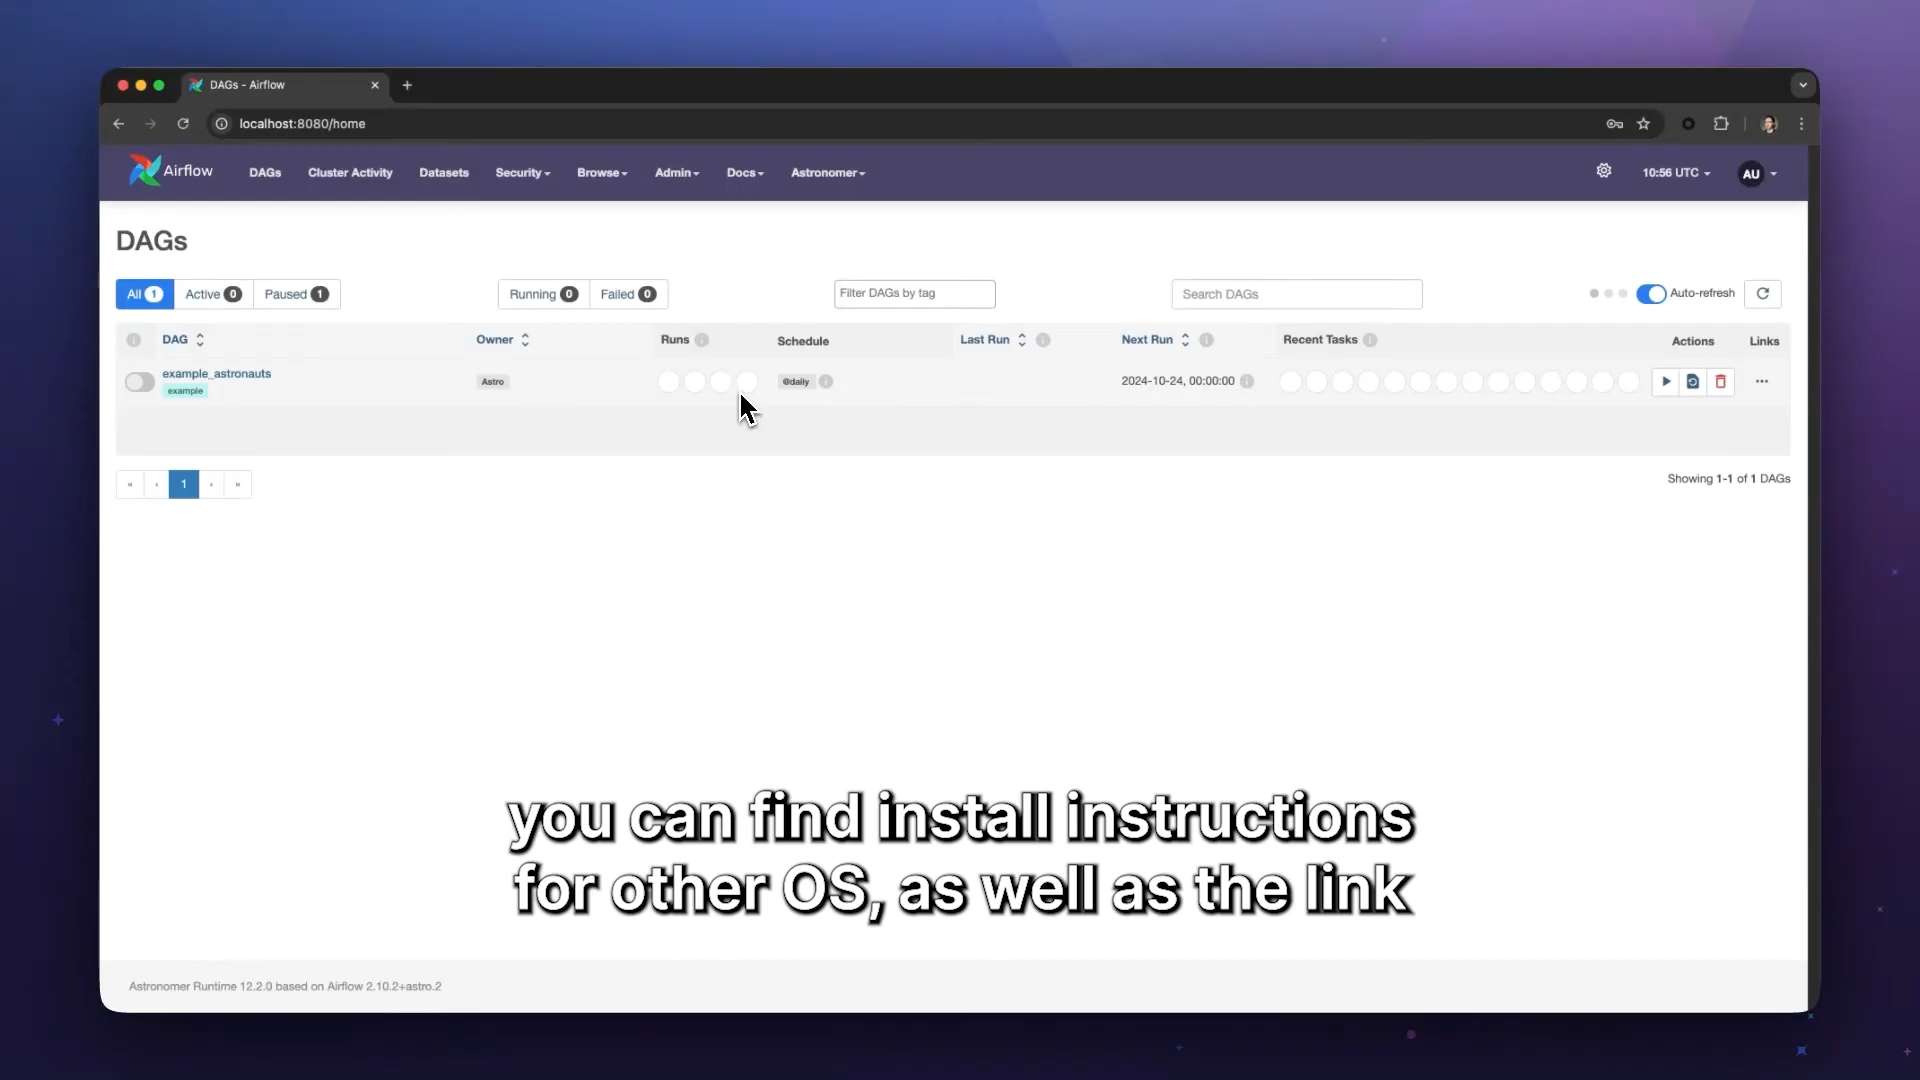 DAGs - Airflow
localhost:8080/home
Airflow DAGs Cluster Activity Datasets Security Browse Admin Docs Astronomer 10:56 UTC AU
DAGs
All 1 Active 0 Paused 1 Running 0 Failed 0 Filter DAGs by tag Search DAGs Auto-refresh
DAG Owner Runs Schedule Last Run Next Run Recent Tasks Actions Links
example_astronauts Astro @daily 2024-10-24, 00:00:00
example
« ‹ 1 › » Showing 1-1 of 1 DAGs
you can find install instructions
for other OS, as well as the link
Astronomer Runtime 12.2.0 based on Airflow 2.10.2+astro.2